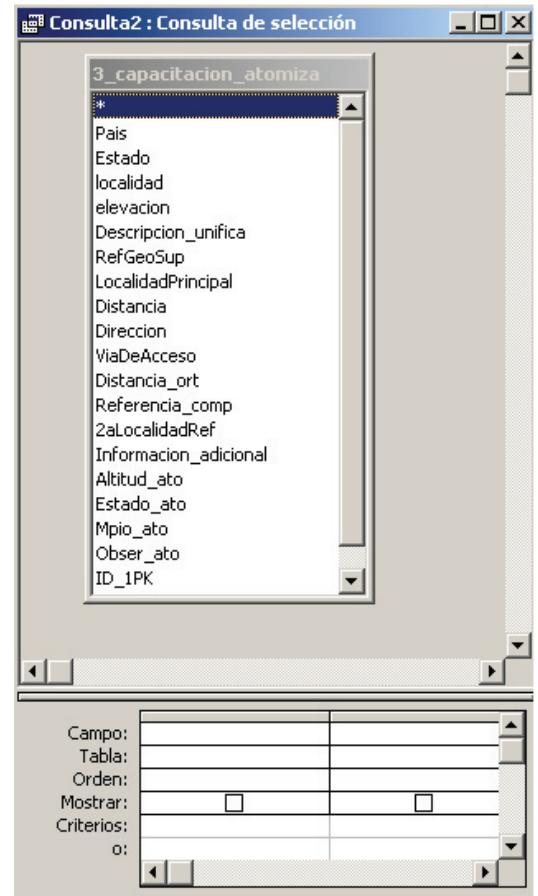 Consulta2 : Consulta de selección
3_capacitacion_atomiza
*
Pais
Estado
localidad
elevacion
Descripcion_unifica
RefGeoSup
LocalidadPrincipal
Distancia
Direccion
ViaDeAcceso
Distancia_ort
Referencia_comp
2aLocalidadRef
Informacion_adicional
Altitud_ato
Estado_ato
Mpio_ato
Obser_ato
ID_1PK
Campo:
Tabla:
Orden:
Mostrar:
Criterios:
o: